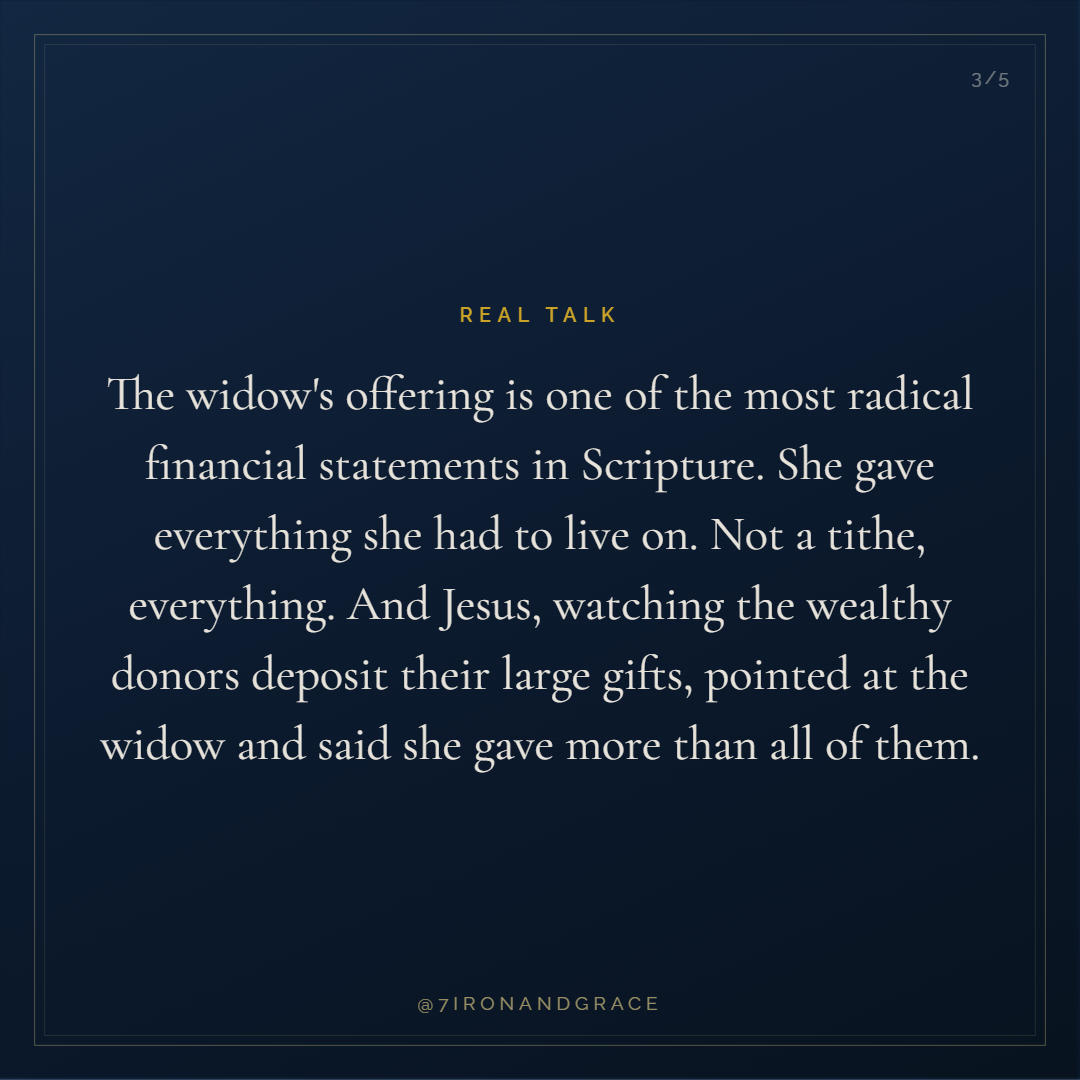 3/5
REAL TALK
The widow's offering is one of the most radical
financial statements in Scripture. She gave
everything she had to live on. Not a tithe,
everything. And Jesus, watching the wealthy
donors deposit their large gifts, pointed at the
widow and said she gave more than all of them.
@7IRONANDGRACE